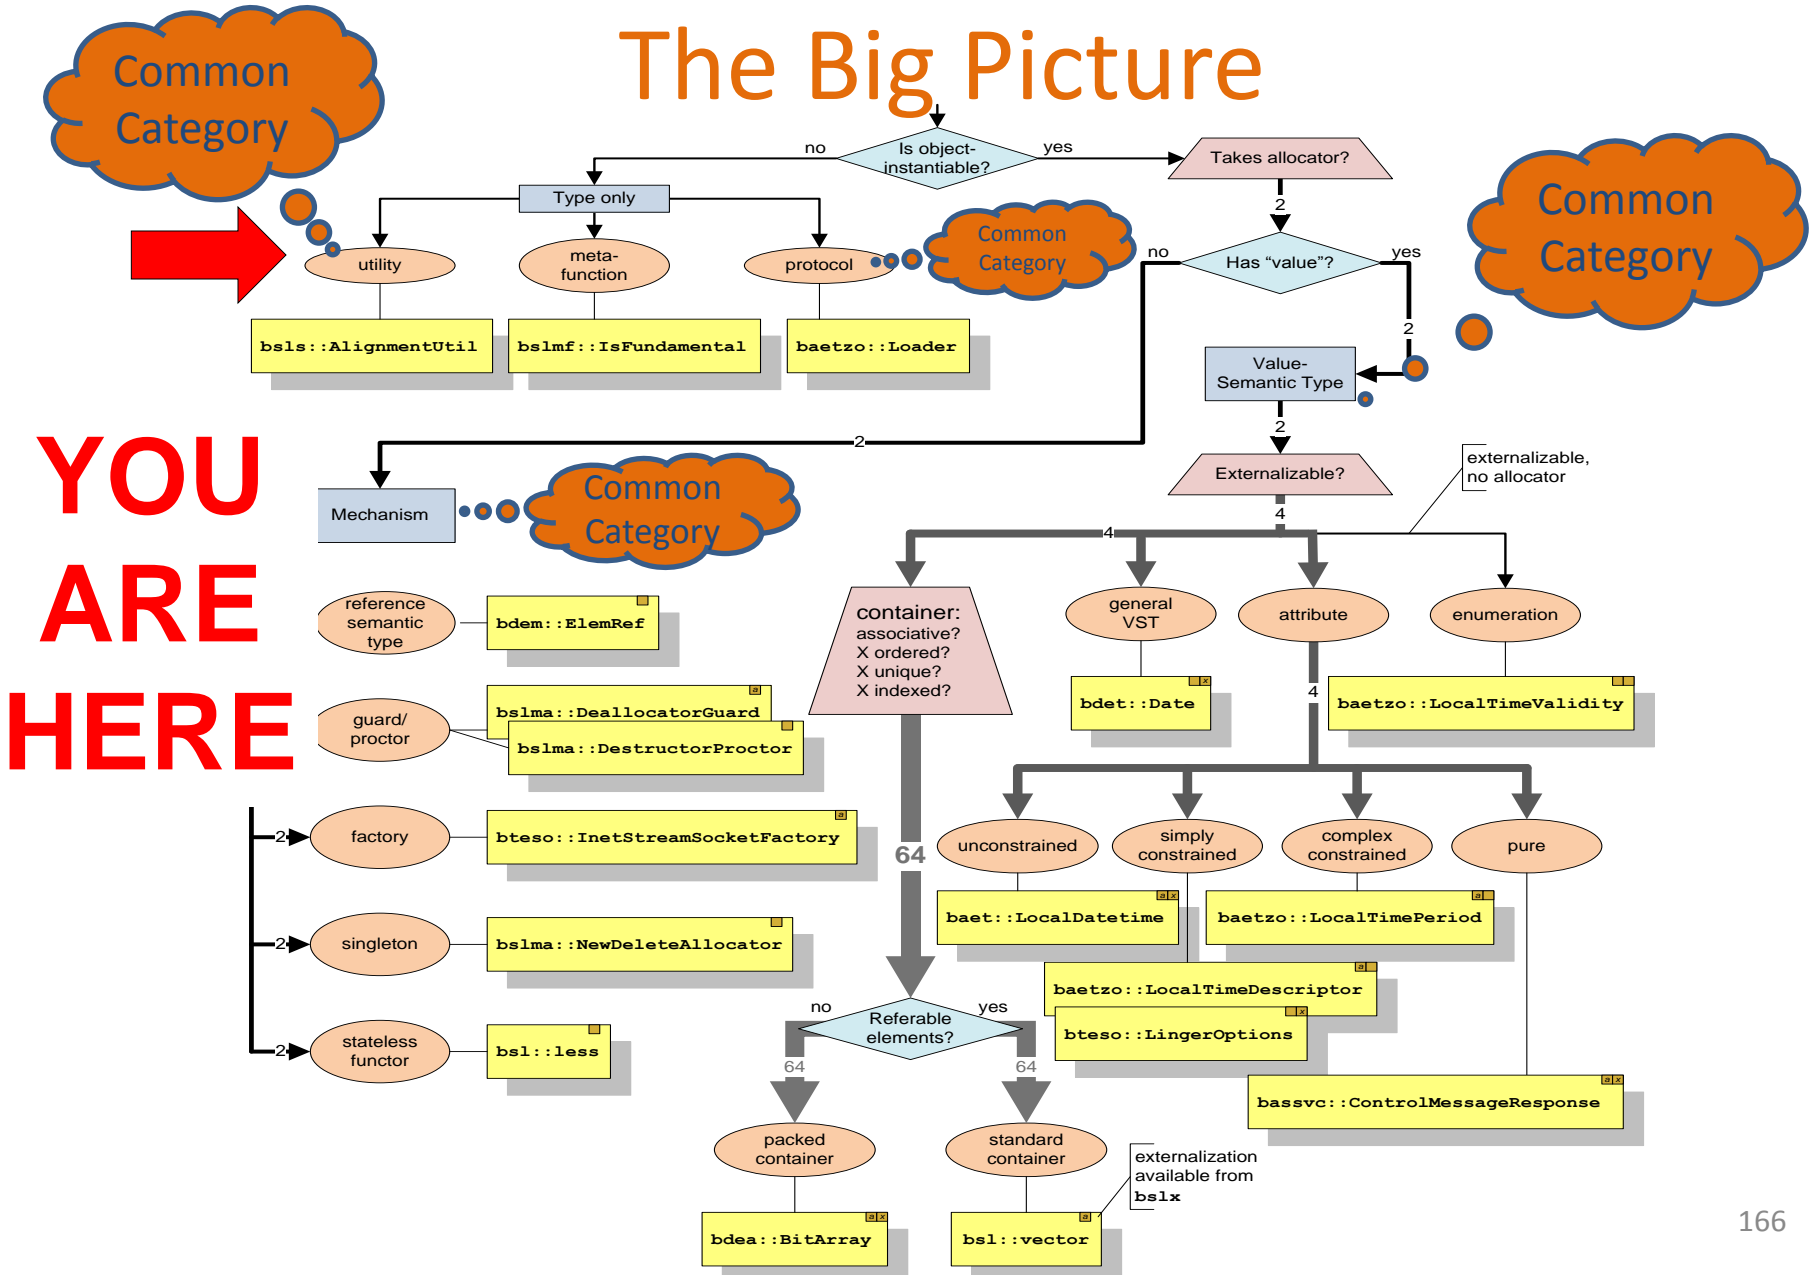 The Big Picture
Common
Category
Is object-
instantiable?
no
yes
Takes allocator?
2
Type only
Common
Category
Common
Category
utility
meta-
function
protocol
no
Has “value”?
yes
2
bsls::AlignmentUtil
bslmf::IsFundamental
baetzo::Loader
Value-
Semantic Type
2
2
YOU
ARE
HERE
Externalizable?
externalizable,
no allocator
4
4
Mechanism
Common
Category
reference
semantic
type
bdem::ElemRef
container:
associative?
X ordered?
X unique?
X indexed?
general
VST
attribute
enumeration
a
bslma::DeallocatorGuard
guard/
proctor
bslma::DestructorProctor
x
bdet::Date
4
baetzo::LocalTimeValidity
2
factory
a
bteso::InetStreamSocketFactory
64
unconstrained
simply
constrained
complex
constrained
pure
a x
baet::LocalDatetime
a
baetzo::LocalTimePeriod
2
singleton
bslma::NewDeleteAllocator
a
baetzo::LocalTimeDescriptor
x
bteso::LingerOptions
no
Referable
elements?
yes
2
stateless
functor
bsl::less
64
64
a x
bassvc::ControlMessageResponse
packed
container
standard
container
externalization
available from
bslx
a x
bdea::BitArray
a
bsl::vector
166